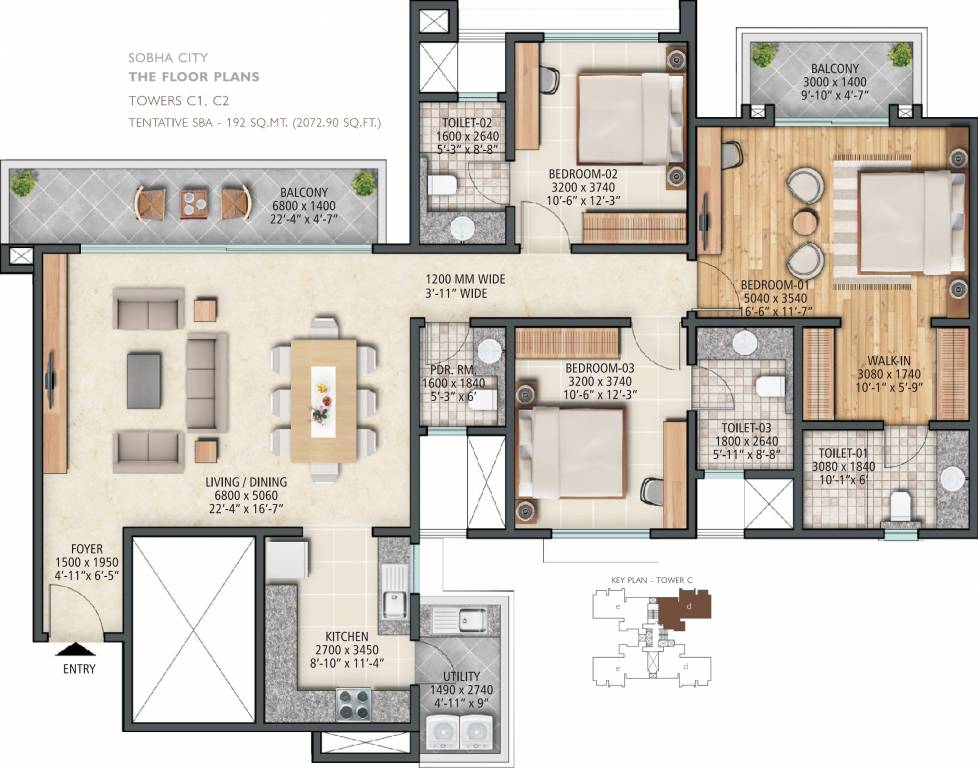 SOBHA CITY
THE FLOOR PLANS
TOWERS C1, C2
TENTATIVE SBA - 192 SQ.MT. (2072.90 SQ.FT.)
BALCONY
6800 x 1400
22'-4" x 4'-7"
TOILET-02
1600 x 2640
5'-3" x 8'-8"
BEDROOM-02
3200 x 3740
10'-6" x 12'-3"
BALCONY
3000 x 1400
9'-10" x 4'-7"
1200 MM WIDE
3'-11" WIDE
BEDROOM-01
5040 x 3540
16'-6" x 11'-7"
PDR. RM.
1600 x 1840
5'-3" x 6'
BEDROOM-03
3200 x 3740
10'-6" x 12'-3"
WALK-IN
3080 x 1740
10'-1" x 5'-9"
TOILET-03
1800 x 2640
5'-11" x 8'-8"
TOILET-01
3080 x 1840
10'-1"x 6'
LIVING / DINING
6800 x 5060
22'-4" x 16'-7"
FOYER
1500 x 1950
4'-11"x 6'-5"
ENTRY
KITCHEN
2700 x 3450
8'-10" x 11'-4"
UTILITY
1490 x 2740
4'-11" x 9"
KEY PLAN - TOWER C
e
d
e
d